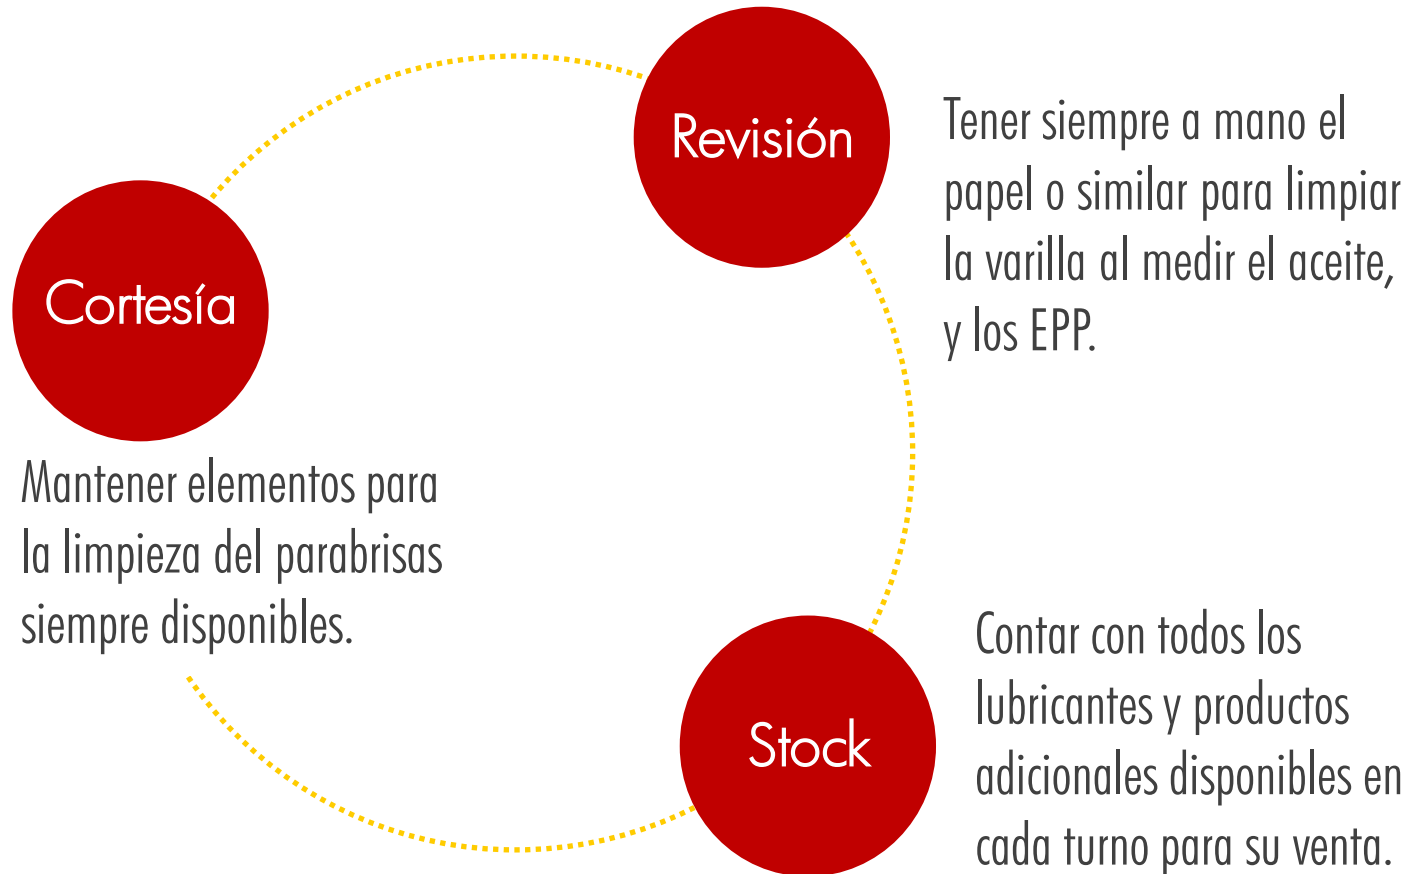 Revisión
Tener siempre a mano el
papel o similar para limpiar
la varilla al medir el aceite,
y los EPP.
Cortesía
Mantener elementos para
la limpieza del parabrisas
siempre disponibles.
Stock
Contar con todos los
lubricantes y productos
adicionales disponibles en
cada turno para su venta.